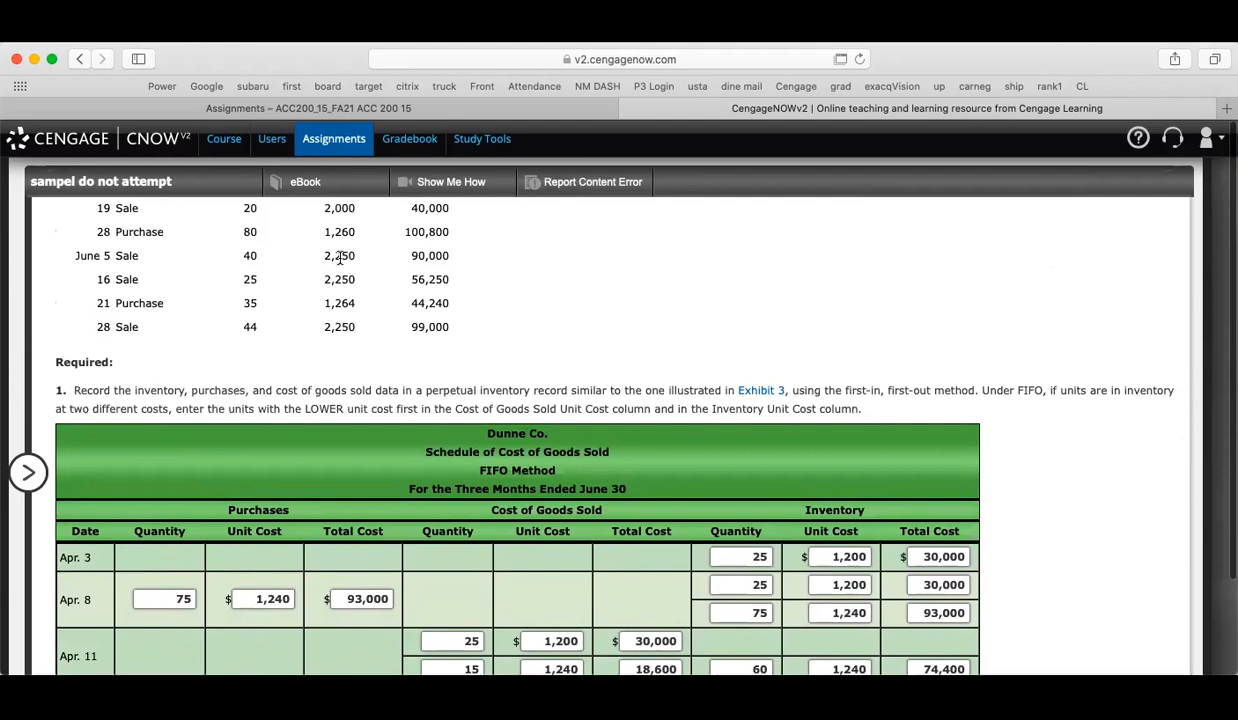 v2.cengagenow.com
Power Google subaru first board target citrix truck Front Attendance NM DASH P3 Login usta dine mail Cengage grad exacqVision up carneg ship rank1 CL
Assignments – ACC200_15_FA21 ACC 200 15 CengageNOWv2 | Online teaching and learning resource from Cengage Learning
CENGAGE CNOWV2 Course Users Assignments Gradebook Study Tools
sampel do not attempt eBook Show Me How Report Content Error
19 Sale 20 2,000 40,000
28 Purchase 80 1,260 100,800
June 5 Sale 40 2,250 90,000
16 Sale 25 2,250 56,250
21 Purchase 35 1,264 44,240
28 Sale 44 2,250 99,000
Required:
1. Record the inventory, purchases, and cost of goods sold data in a perpetual inventory record similar to the one illustrated in Exhibit 3, using the first-in, first-out method. Under FIFO, if units are in inventory
at two different costs, enter the units with the LOWER unit cost first in the Cost of Goods Sold Unit Cost column and in the Inventory Unit Cost column.
Dunne Co.
Schedule of Cost of Goods Sold
FIFO Method
For the Three Months Ended June 30
Purchases Cost of Goods Sold Inventory
Date Quantity Unit Cost Total Cost Quantity Unit Cost Total Cost Quantity Unit Cost Total Cost
Apr. 3 25 $ 1,200 $ 30,000
25 1,200 30,000
Apr. 8 75 $ 1,240 $ 93,000
75 1,240 93,000
25 $ 1,200 $ 30,000
Apr. 11
15 1,240 18,600 60 1,240 74,400